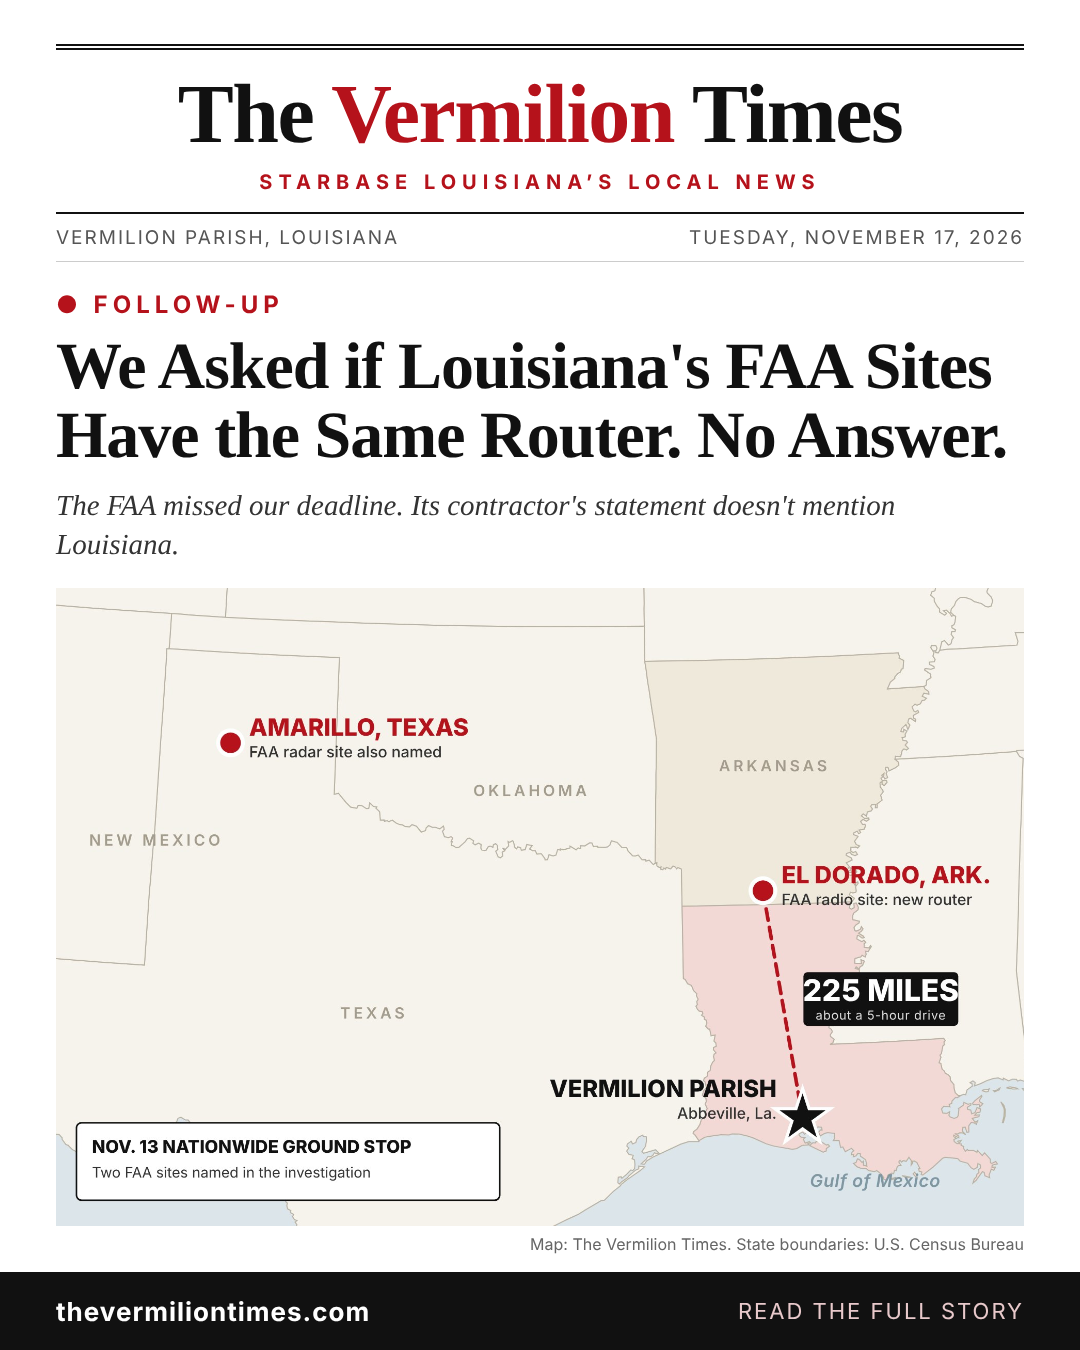 The Vermilion Times
STARBASE LOUISIANA’S LOCAL NEWS
VERMILION PARISH, LOUISIANA
TUESDAY, NOVEMBER 17, 2026
FOLLOW-UP
We Asked if Louisiana's FAA Sites
Have the Same Router. No Answer.
The FAA missed our deadline. Its contractor's statement doesn't mention
Louisiana.
AMARILLO, TEXAS
FAA radar site also named
ARKANSAS
OKLAHOMA
NEW MEXICO
EL DORADO, ARK.
FAA radio site: new router
225 MILES
about a 5-hour drive
TEXAS
VERMILION PARISH
Abbeville, La.
NOV. 13 NATIONWIDE GROUND STOP
Two FAA sites named in the investigation
Gulf of Mexico
Map: The Vermilion Times. State boundaries: U.S. Census Bureau
thevermiliontimes.com
READ THE FULL STORY